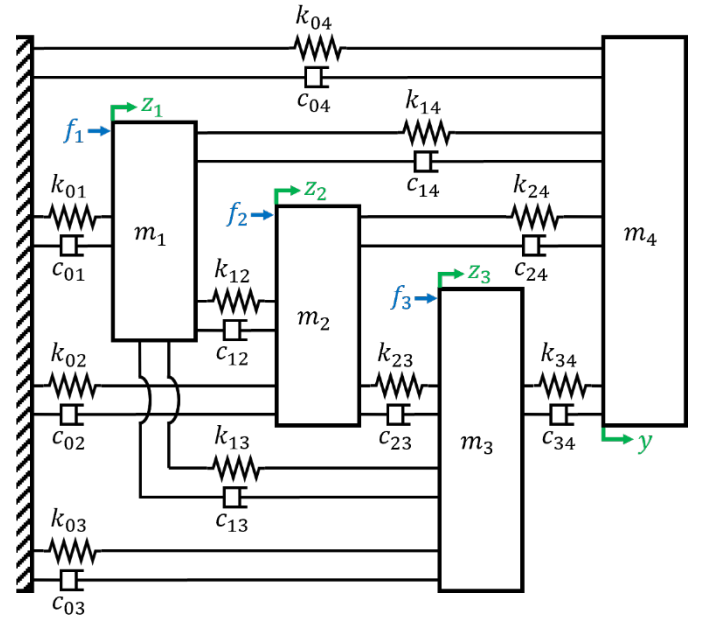 k₀₄
c₀₄
z₁
f₁
k₁₄
c₁₄
k₀₁
m₁
c₀₁
z₂
f₂
k₂₄
c₂₄
m₄
k₁₂
m₂
c₁₂
z₃
f₃
k₀₂
c₀₂
k₂₃
c₂₃
m₃
k₃₄
c₃₄
y
k₁₃
c₁₃
k₀₃
c₀₃